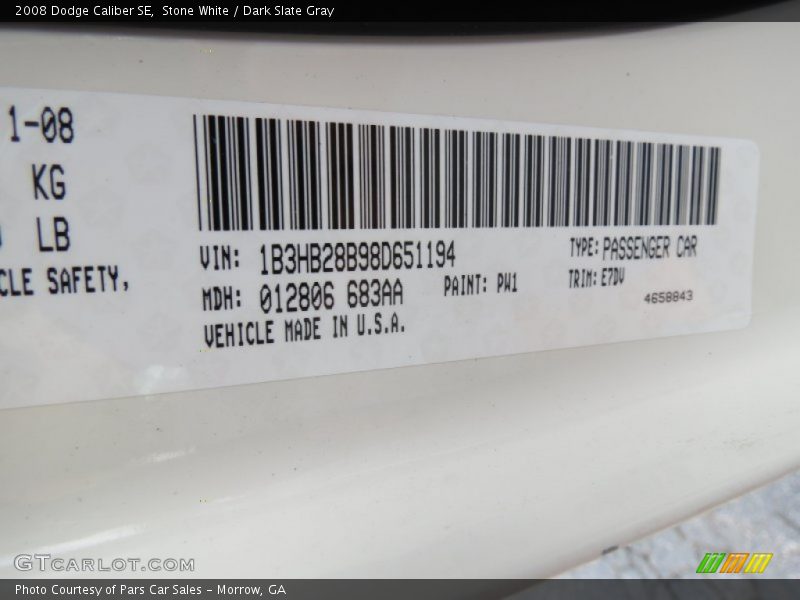 2008 Dodge Caliber SE, Stone White / Dark Slate Gray
1-08
KG
LB
CLE SAFETY,
VIN: 1B3HB28B98D651194
TYPE: PASSENGER CAR
MDH: 012806 683AA
PAINT: PW1
TRIM: E7DV
4658843
VEHICLE MADE IN U.S.A.
GTCARLOT.COM
Photo Courtesy of Pars Car Sales - Morrow, GA